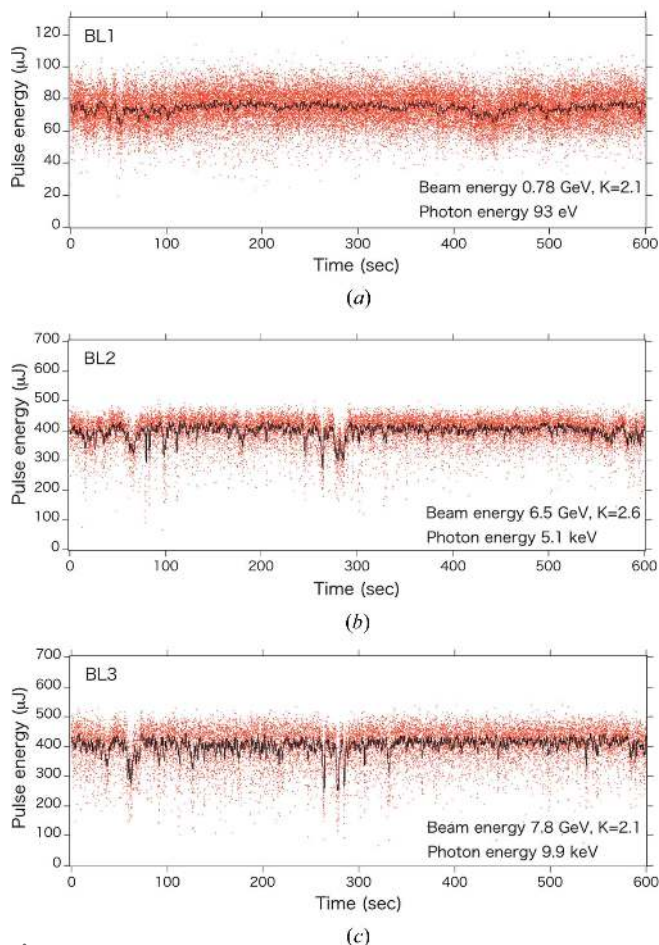 BL1
Pulse energy (μJ)
120
100
80
60
40
20
0
Beam energy 0.78 GeV, K=2.1
Photon energy 93 eV
0 100 200 300 400 500 600
Time (sec)
(a)
BL2
Pulse energy (μJ)
700
600
500
400
300
200
100
0
Beam energy 6.5 GeV, K=2.6
Photon energy 5.1 keV
0 100 200 300 400 500 600
Time (sec)
(b)
BL3
Pulse energy (μJ)
700
600
500
400
300
200
100
0
Beam energy 7.8 GeV, K=2.1
Photon energy 9.9 keV
0 100 200 300 400 500 600
Time (sec)
(c)